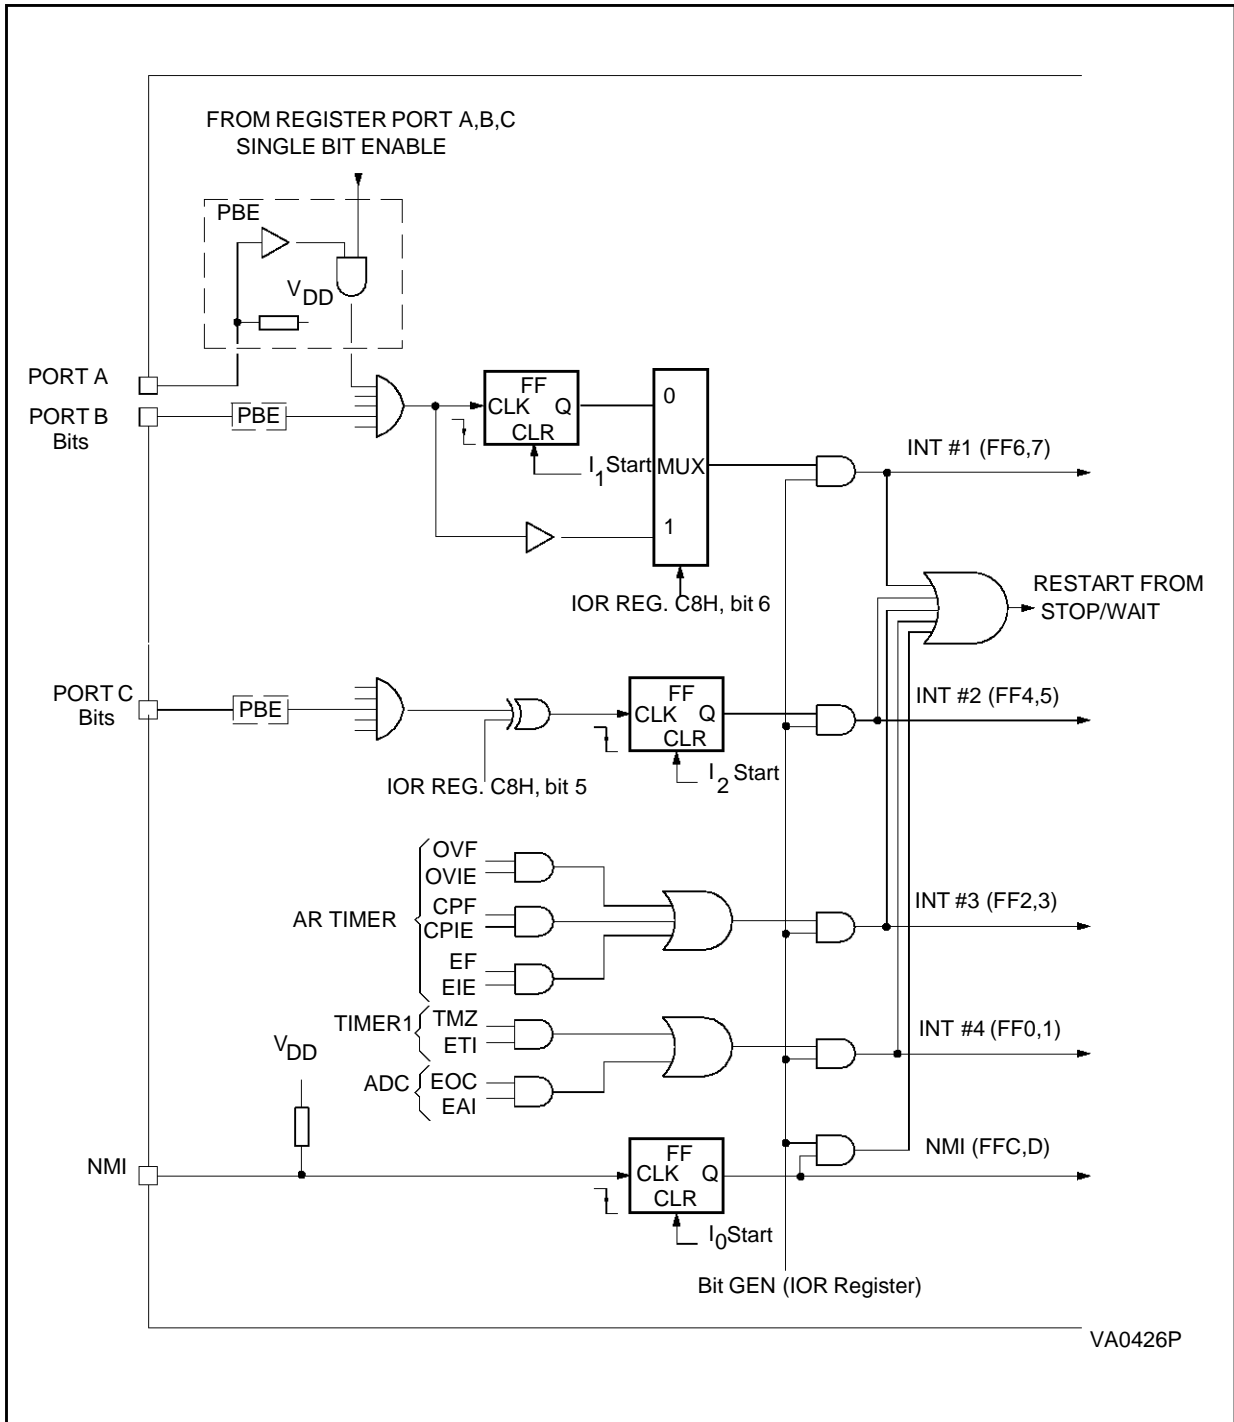 FROM REGISTER PORT A,B,C
SINGLE BIT ENABLE
PBE
VDD
PORT A
PORT B
Bits
PBE
FF
CLK Q
CLR
I1 Start
0
MUX
1
IOR REG. C8H, bit 6
INT #1 (FF6,7)
RESTART FROM
STOP/WAIT
PORT C
Bits
PBE
IOR REG. C8H, bit 5
FF
CLK Q
CLR
I2 Start
INT #2 (FF4,5)
AR TIMER
OVF
OVIE
CPF
CPIE
EF
EIE
INT #3 (FF2,3)
TIMER1
TMZ
ETI
ADC
EOC
EAI
INT #4 (FF0,1)
VDD
NMI
FF
CLK Q
CLR
I0 Start
NMI (FFC,D)
Bit GEN (IOR Register)
VA0426P